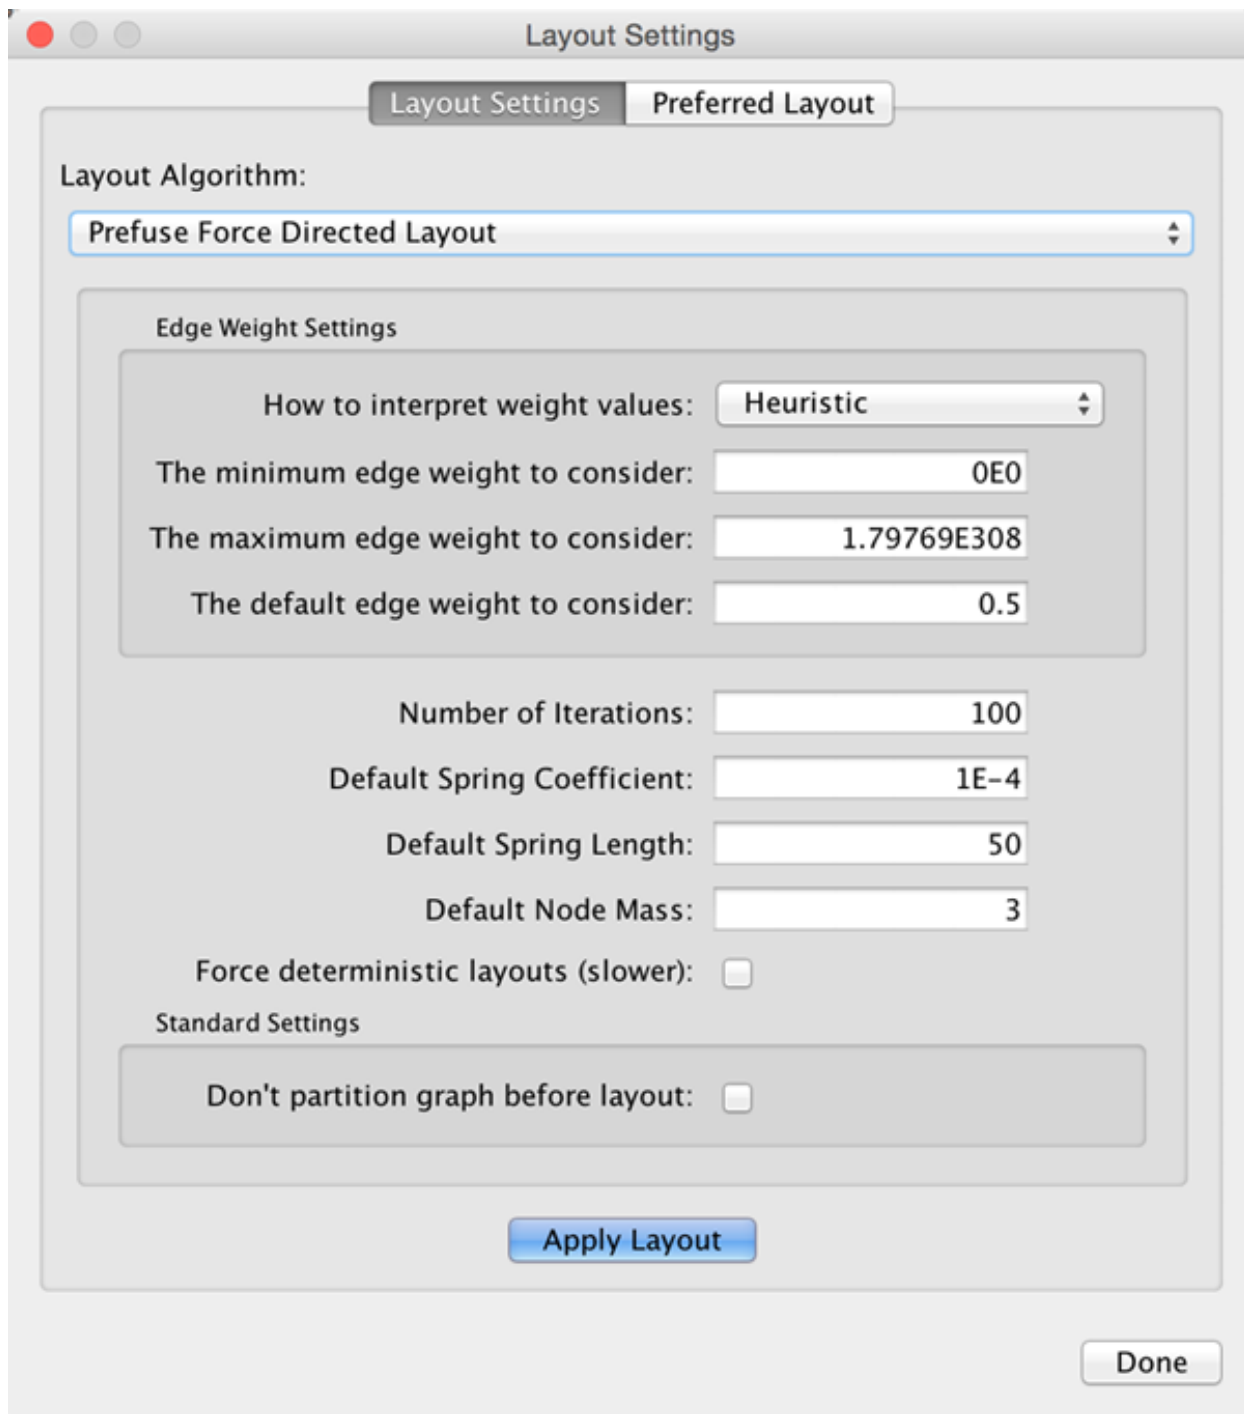 Layout Settings
Layout Settings Preferred Layout
Layout Algorithm:
Prefuse Force Directed Layout
Edge Weight Settings
How to interpret weight values: Heuristic
The minimum edge weight to consider: 0E0
The maximum edge weight to consider: 1.79769E308
The default edge weight to consider: 0.5
Number of Iterations: 100
Default Spring Coefficient: 1E-4
Default Spring Length: 50
Default Node Mass: 3
Force deterministic layouts (slower):
Standard Settings
Don't partition graph before layout:
Apply Layout
Done